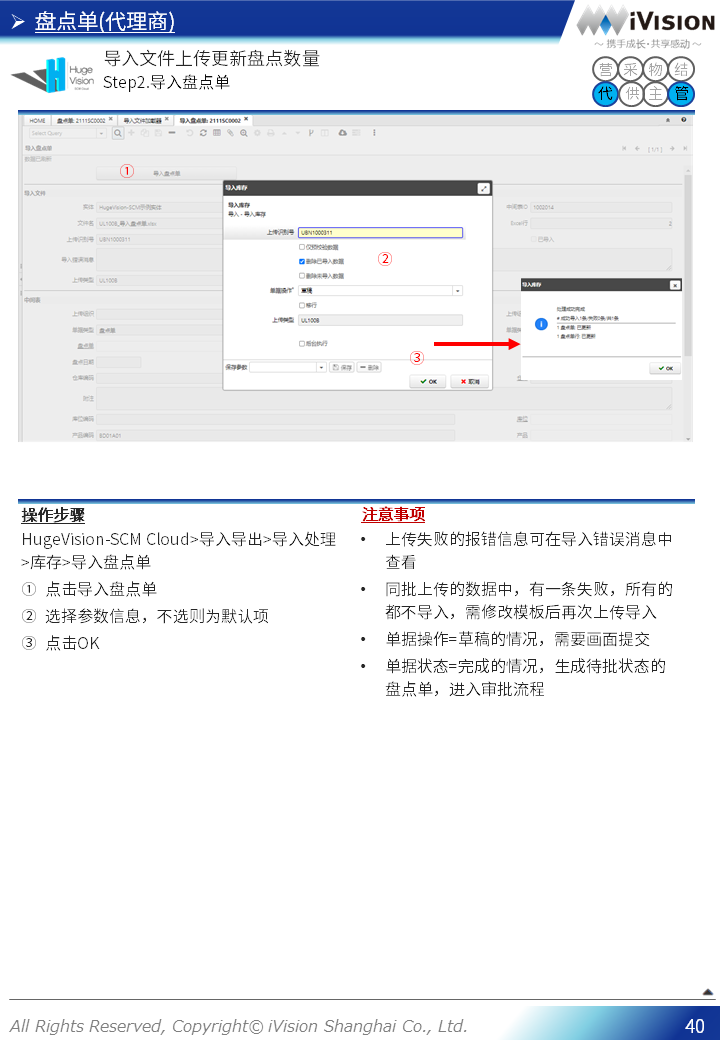 ➢ 盘点单(代理商)
iVision
～ 携手成长·共享感动 ～
Huge
Vision
导入文件上传更新盘点数量
Step2.导入盘点单
营 采 物 结
代 供 主 管
HOME 盘点单: 2111SC0002 导入文件加载器 导入盘点单: 2111SC0002
Select Query
导入盘点单
数据已刷新
[1/1]
① 导入盘点单
导入文件
实体 HugeVision-SCM示例实体
中间表ID 1002014
文件名 UL1008_导入盘点单.xlsx
Excel行 2
上传识别号 UBN1000311
已导入
导入错误消息
上传类型 UL1008
中间表
上传组织
单据类型 盘点单
盘点单
盘点日期
仓库编码
附注
库位编码
库位
产品编码 BD01A01
产品
导入库存
导入库存
导入 - 导入库存
上传识别号 UBN1000311
仅预校验数据
删除已导入数据
②
删除未导入数据
单据操作* 草稿
移行
上传类型 UL1008
后台执行
③
保存参数 保存 删除
OK 取消
导入库存
处理成功完成
#:成功导入1条/失败0条/共1条
1 盘点单: 已更新
1 盘点单行: 已更新
OK
操作步骤
HugeVision-SCM Cloud>导入导出>导入处理
>库存>导入盘点单
① 点击导入盘点单
② 选择参数信息，不选则为默认项
③ 点击OK
注意事项
• 上传失败的报错信息可在导入错误消息中
查看
• 同批上传的数据中，有一条失败，所有的
都不导入，需修改模板后再次上传导入
• 单据操作=草稿的情况，需要画面提交
• 单据状态=完成的情况，生成待批状态的
盘点单，进入审批流程
All Rights Reserved, Copyright© iVision Shanghai Co., Ltd.
40